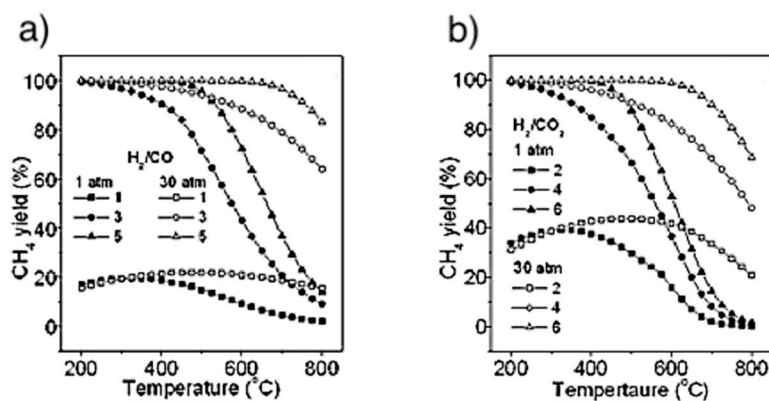 a)
CH4 yield (%)
100
80
60
40
20
0
H2/CO
1 atm 30 atm
1 1
3 3
5 5
200 400 600 800
Temperature (°C)
b)
CH4 yield (%)
100
80
60
40
20
0
H2/CO2
1 atm
2
4
6
30 atm
2
4
6
200 400 600 800
Tempertaure (°C)